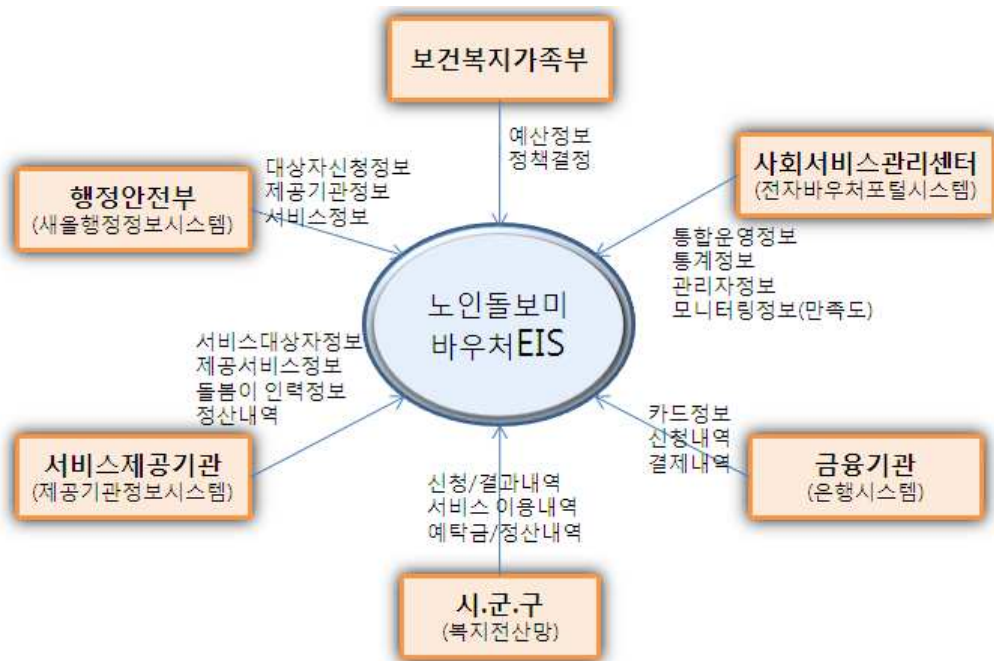 보건복지가족부
예산정보
정책결정
행정안전부
(새올행정정보시스템)
대상자신청정보
제공기관정보
서비스정보
사회서비스관리센터
(전자바우처포털시스템)
통합운영정보
통계정보
관리자정보
모니터링정보(만족도)
노인돌보미
바우처EIS
서비스대상자정보
제공서비스정보
돌봄이 인력정보
정산내역
서비스제공기관
(제공기관정보시스템)
카드정보
신청내역
결제내역
금융기관
(은행시스템)
신청/결과내역
서비스 이용내역
예탁금/정산내역
시.군.구
(복지전산망)